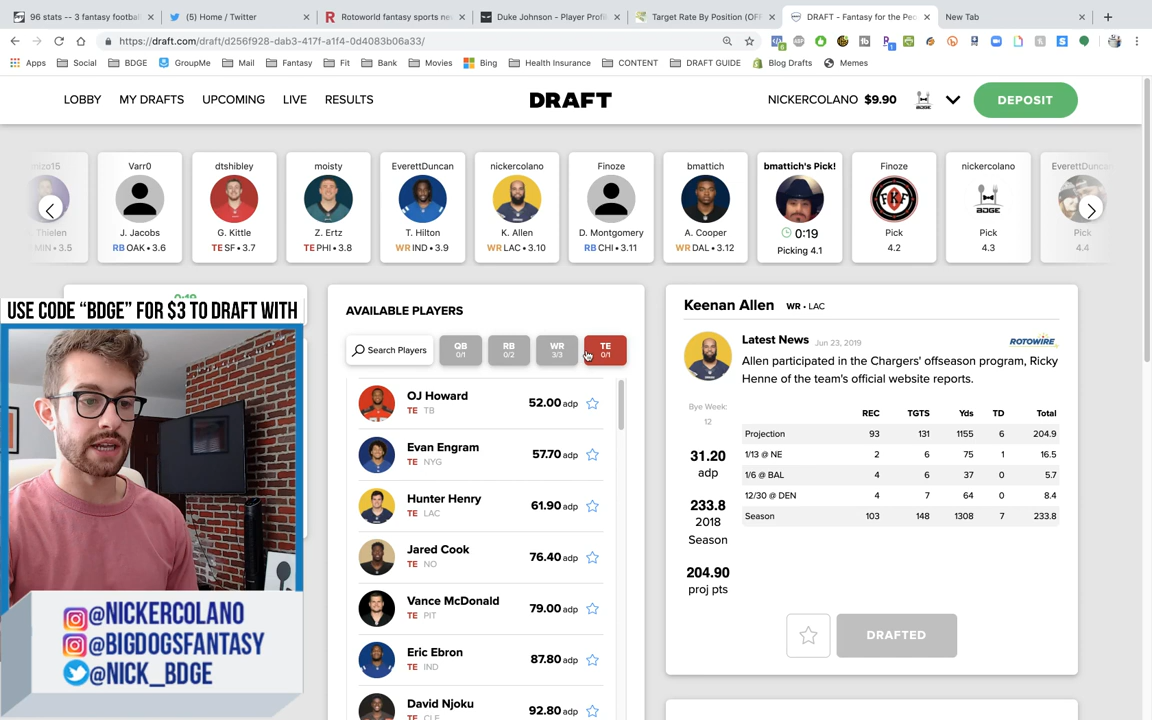 96 stats -- 3 fantasy footbal
(5) Home / Twitter
Rotoworld fantasy sports ne
Duke Johnson - Player Profil
Target Rate By Position (OFF
DRAFT - Fantasy for the Peo
New Tab
https://draft.com/draft/d256f928-dab3-417f-a1f4-0d4083b06a33/
Apps Social BDGE GroupMe Mail Fantasy Fit Bank Movies Bing Health Insurance CONTENT DRAFT GUIDE Blog Drafts Memes
LOBBY MY DRAFTS UPCOMING LIVE RESULTS DRAFT NICKERCOLANO $9.90 DEPOSIT
Varr0
J. Jacobs
RB OAK • 3.6
dtshibley
G. Kittle
TE SF • 3.7
moisty
Z. Ertz
TE PHI • 3.8
EverettDuncan
T. Hilton
WR IND • 3.9
nickercolano
K. Allen
WR LAC • 3.10
Finoze
D. Montgomery
RB CHI • 3.11
bmattich
A. Cooper
WR DAL • 3.12
bmattich's Pick!
0:19
Picking 4.1
Finoze
Pick
4.2
nickercolano
BDGE
Pick
4.3
EverettDuncan
Pick
4.4
Thielen
MIN • 3.5
USE CODE "BDGE" FOR $3 TO DRAFT WITH
@NICKERCOLANO
@BIGDOGSFANTASY
@NICK_BDGE
AVAILABLE PLAYERS
Search Players
QB
0/1
RB
0/2
WR
3/3
TE
0/1
OJ Howard
TE TB
52.00 adp
Evan Engram
TE NYG
57.70 adp
Hunter Henry
TE LAC
61.90 adp
Jared Cook
TE NO
76.40 adp
Vance McDonald
TE PIT
79.00 adp
Eric Ebron
TE IND
87.80 adp
David Njoku
TE CLE
92.80 adp
Keenan Allen WR • LAC
Latest News Jun 23, 2019
ROTOWIRE
Allen participated in the Chargers' offseason program, Ricky
Henne of the team's official website reports.
Bye Week:
12
31.20
adp
233.8
2018
Season
204.90
proj pts
REC TGTS Yds TD Total
Projection 93 131 1155 6 204.9
1/13 @ NE 2 6 75 1 16.5
1/6 @ BAL 4 6 37 0 5.7
12/30 @ DEN 4 7 64 0 8.4
Season 103 148 1308 7 233.8
DRAFTED